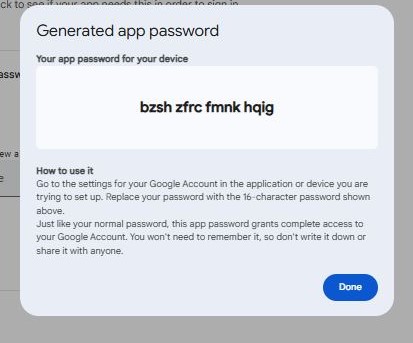 ck to see if your app needs this in order to sign in.
Generated app password
Your app password for your device
assw
bzsh zfrc fmnk hqig
ew a
How to use it
e
Go to the settings for your Google Account in the application or device you are
trying to set up. Replace your password with the 16-character password shown
above.
Just like your normal password, this app password grants complete access to
your Google Account. You won't need to remember it, so don't write it down or
share it with anyone.
Done